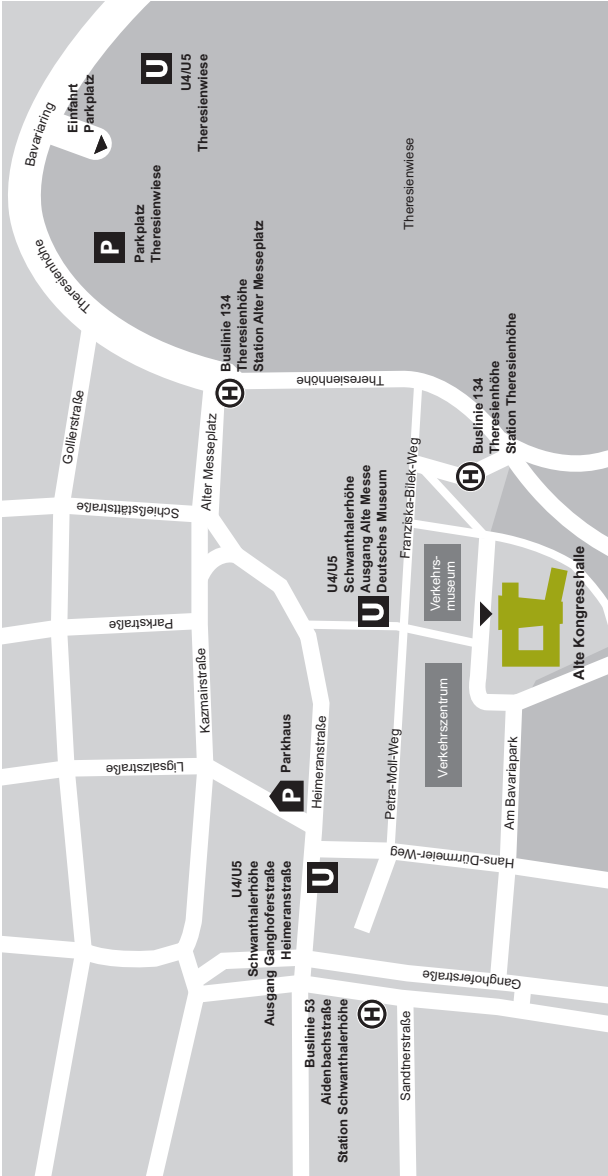 Bavariaring
Einfahrt
Parkplatz
U
U4/U5
Theresienwiese
P
Parkplatz
Theresienwiese
Theresienwiese
Theresienhöhe
Gollierstraße
H
Buslinie 134
Theresienhöhe
Station Alter Messeplatz
Alter Messeplatz
Theresienhöhe
Schießstättstraße
Franziska-Bilek-Weg
H
Buslinie 134
Theresienhöhe
Station Theresienhöhe
U4/U5
Schwanthalerhöhe
Ausgang Alte Messe
Deutsches Museum
U
Verkehrs-
museum
Alte Kongresshalle
Parkstraße
Kazmairstraße
Ligsalzstraße
P
Parkhaus
Heimeranstraße
Petra-Moll-Weg
Verkehrszentrum
Am Bavariapark
Hans-Dürmeier-Weg
U4/U5
Schwanthalerhöhe
Ausgang Ganghoferstraße
Heimeranstraße
U
Ganghoferstraße
Buslinie 53
Aidenbachstraße
Station Schwanthalerhöhe
H
Sandtnerstraße